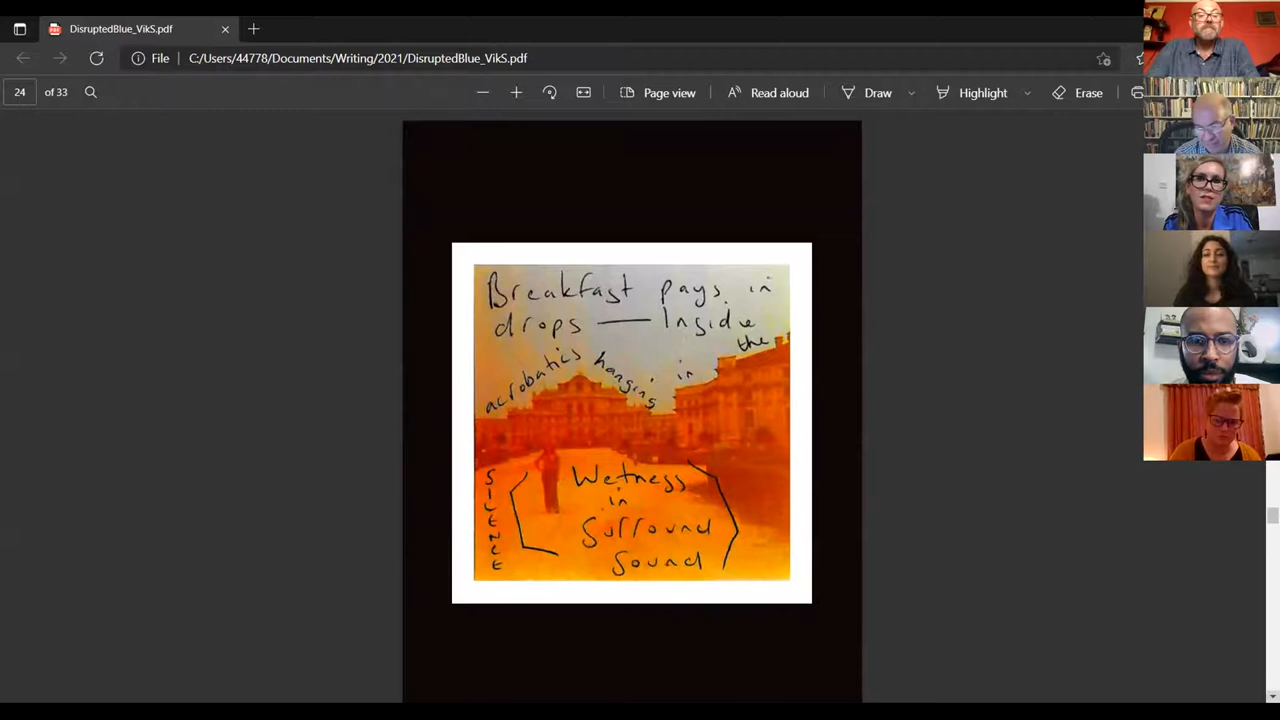 DisruptedBlue_VikS.pdf
File
C:/Users/44778/Documents/Writing/2021/DisruptedBlue_VikS.pdf
24 of 33
Page view
Read aloud
Draw
Highlight
Erase
Breakfast pays in
drops — Inside
acrobatics hanging in the
SILENCE
Wetness
in
Surround
Sound